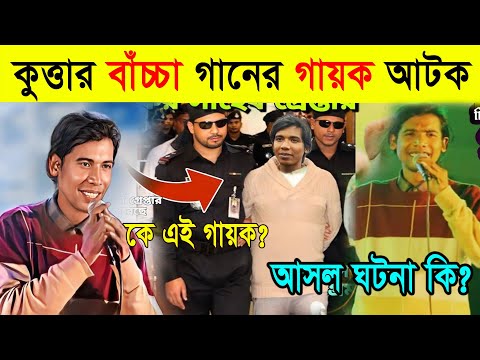 কুত্তার বাঁচ্চা গানের গায়ক আটক
কে এই গায়ক?
আসল ঘটনা কি?